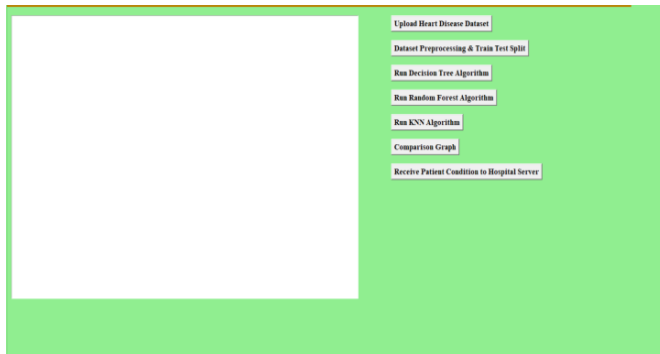 Upload Heart Disease Dataset
Dataset Preprocessing & Train Test Split
Run Decision Tree Algorithm
Run Random Forest Algorithm
Run KNN Algorithm
Comparison Graph
Receive Patient Condition to Hospital Server